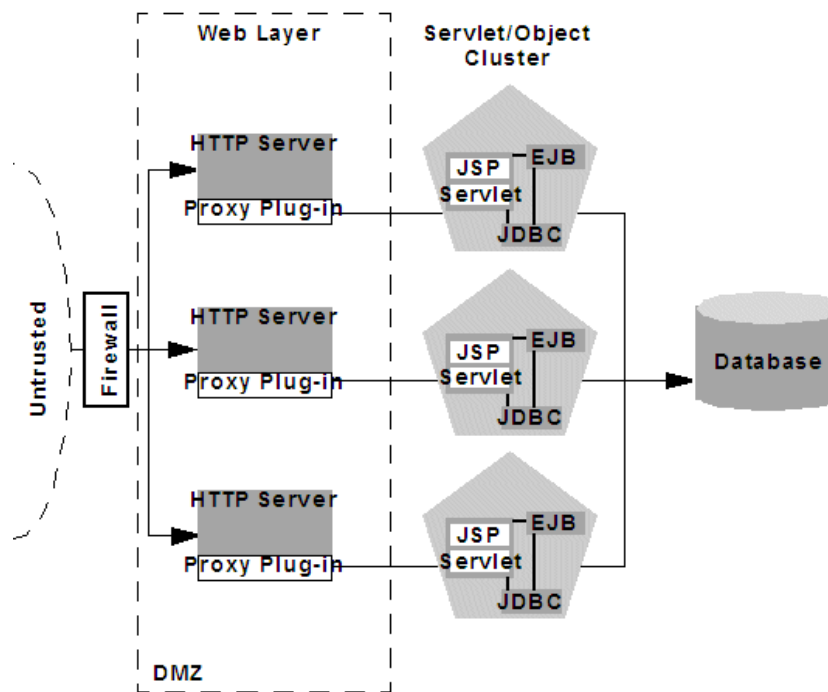 Web Layer
Servlet/Object
Cluster
HTTP Server
Proxy Plug-in
JSP
Servlet
EJB
JDBC
Untrusted
Firewall
HTTP Server
Proxy Plug-in
JSP
Servlet
EJB
JDBC
Database
HTTP Server
Proxy Plug-in
JSP
Servlet
EJB
JDBC
DMZ